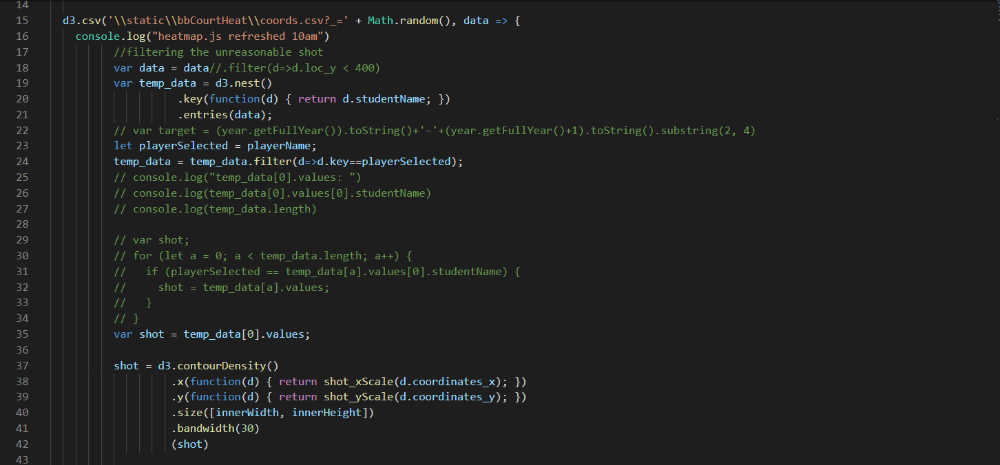 14
15 d3.csv('\\static\\bbCourtHeat\\coords.csv?_=' + Math.random(), data => {
16 console.log("heatmap.js refreshed 10am")
17 //filtering the unreasonable shot
18 var data = data//.filter(d=>d.loc_y < 400)
19 var temp_data = d3.nest()
20 .key(function(d) { return d.studentName; })
21 .entries(data);
22 // var target = (year.getFullYear()).toString()+'-'+(year.getFullYear()+1).toString().substring(2, 4)
23 let playerSelected = playerName;
24 temp_data = temp_data.filter(d=>d.key==playerSelected);
25 // console.log("temp_data[0].values: ")
26 // console.log(temp_data[0].values[0].studentName)
27 // console.log(temp_data.length)
28
29 // var shot;
30 // for (let a = 0; a < temp_data.length; a++) {
31 //   if (playerSelected == temp_data[a].values[0].studentName) {
32 //     shot = temp_data[a].values;
33 //   }
34 // }
35 var shot = temp_data[0].values;
36
37 shot = d3.contourDensity()
38 .x(function(d) { return shot_xScale(d.coordinates_x); })
39 .y(function(d) { return shot_yScale(d.coordinates_y); })
40 .size([innerWidth, innerHeight])
41 .bandwidth(30)
42 (shot)
43